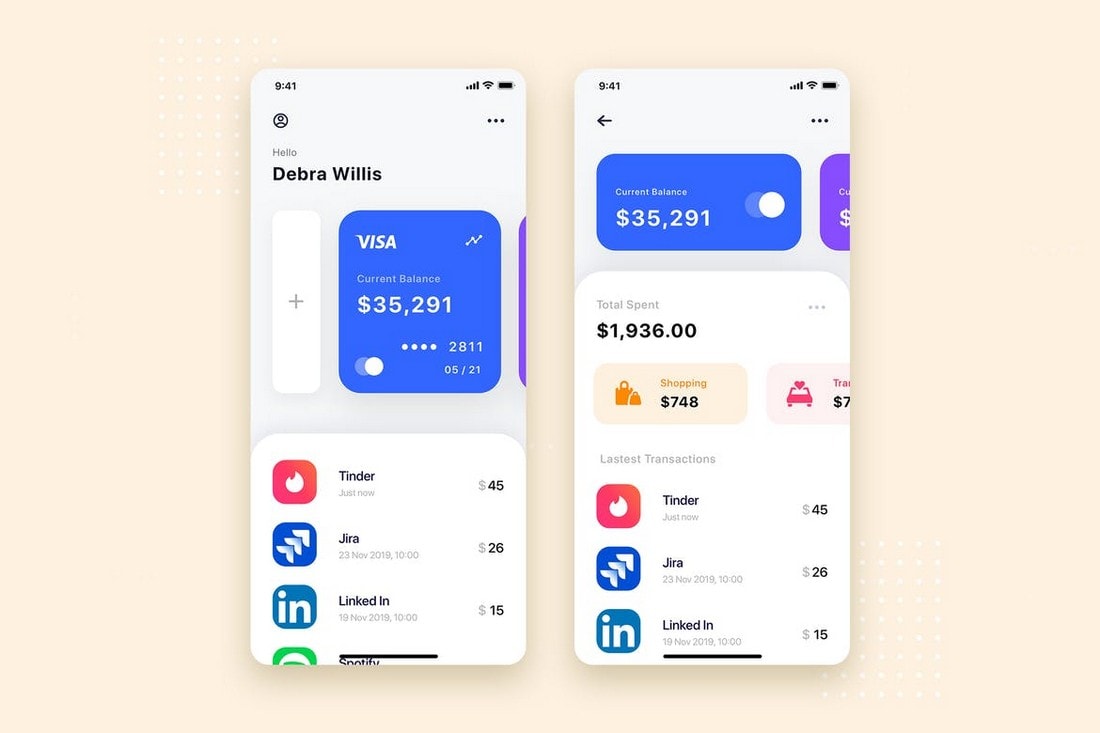 9:41
Hello
Debra Willis
VISA
Current Balance
$35,291
•••• 2811
05 / 21
+
Tinder
Just now
$ 45
Jira
23 Nov 2019, 10:00
$ 26
in
Linked In
19 Nov 2019, 10:00
$ 15
Spotify
9:41
Current Balance
$35,291
Cu
$
Total Spent
$1,936.00
Shopping
$748
Tra
$7
Lastest Transactions
Tinder
Just now
$ 45
Jira
23 Nov 2019, 10:00
$ 26
in
Linked In
19 Nov 2019, 10:00
$ 15